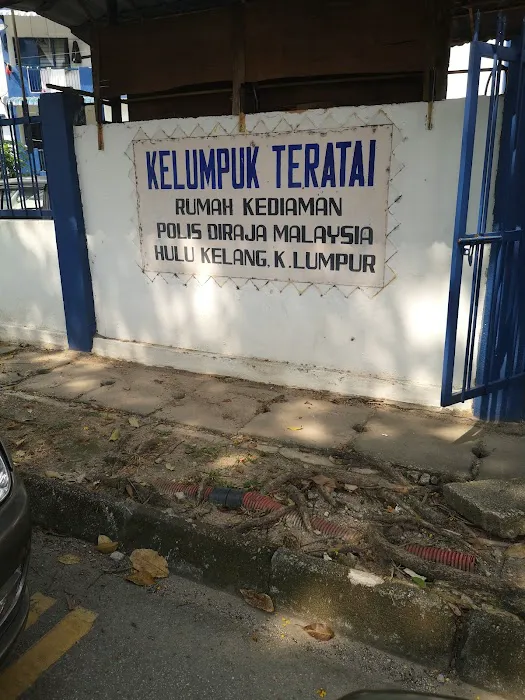 KELUMPUK TERATAI
RUMAH KEDIAMAN
POLIS DIRAJA MALAYSIA
HULU KELANG, K.LUMPUR